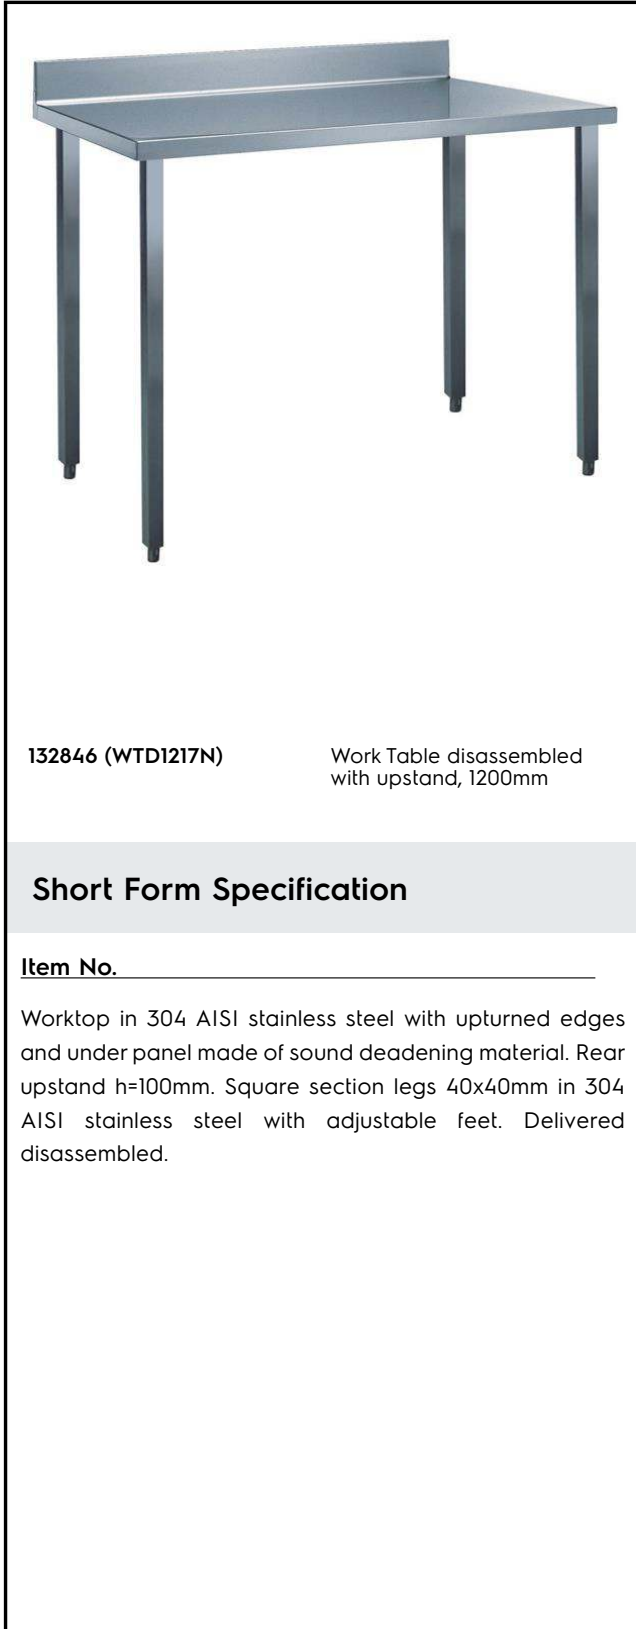 132846 (WTD1217N)
Work Table disassembled
with upstand, 1200mm
Short Form Specification
Item No.
Worktop in 304 AISI stainless steel with upturned edges
and under panel made of sound deadening material. Rear
upstand h=100mm. Square section legs 40x40mm in 304
AISI stainless steel with adjustable feet. Delivered
disassembled.